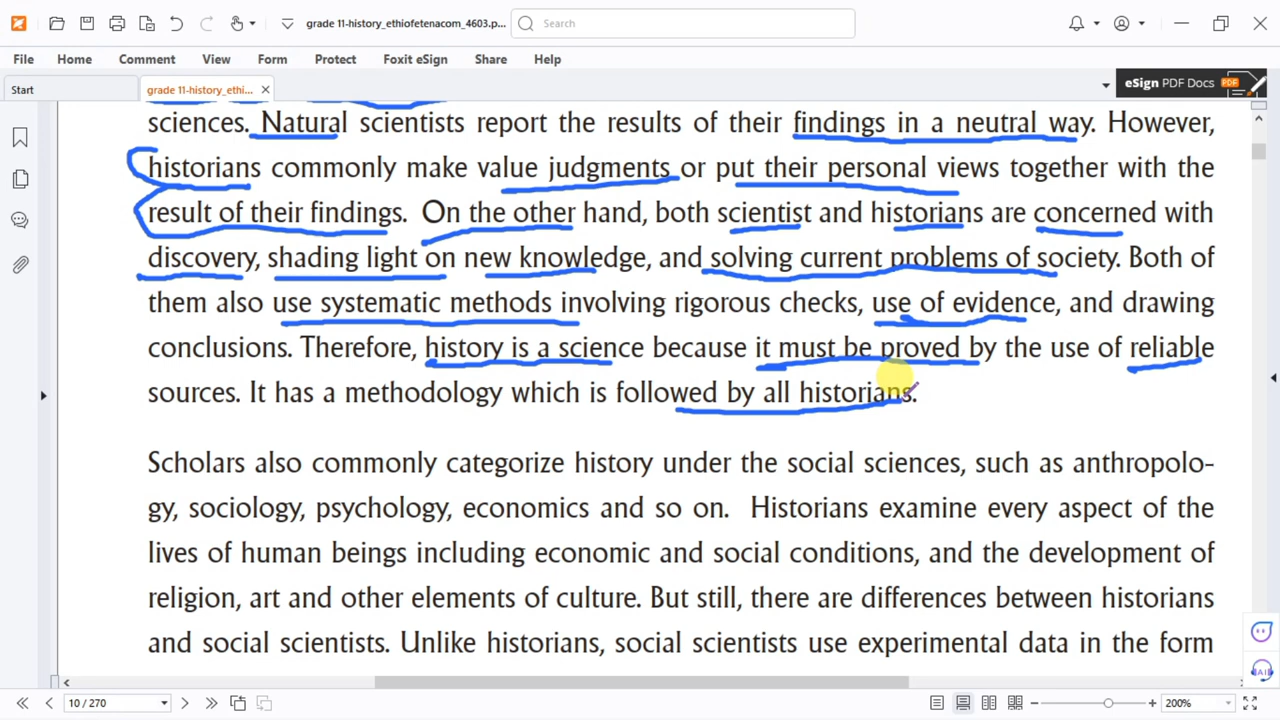 grade 11-history_ethiofetenacom_4603.p...
Search
File Home Comment View Form Protect Foxit eSign Share Help
Start
grade 11-history_ethi...
eSign PDF Docs
PDF
sciences. Natural scientists report the results of their findings in a neutral way. However,
historians commonly make value judgments or put their personal views together with the
result of their findings. On the other hand, both scientist and historians are concerned with
discovery, shading light on new knowledge, and solving current problems of society. Both of
them also use systematic methods involving rigorous checks, use of evidence, and drawing
conclusions. Therefore, history is a science because it must be proved by the use of reliable
sources. It has a methodology which is followed by all historians.
Scholars also commonly categorize history under the social sciences, such as anthropolo-
gy, sociology, psychology, economics and so on. Historians examine every aspect of the
lives of human beings including economic and social conditions, and the development of
religion, art and other elements of culture. But still, there are differences between historians
and social scientists. Unlike historians, social scientists use experimental data in the form
AI
10 / 270
200%